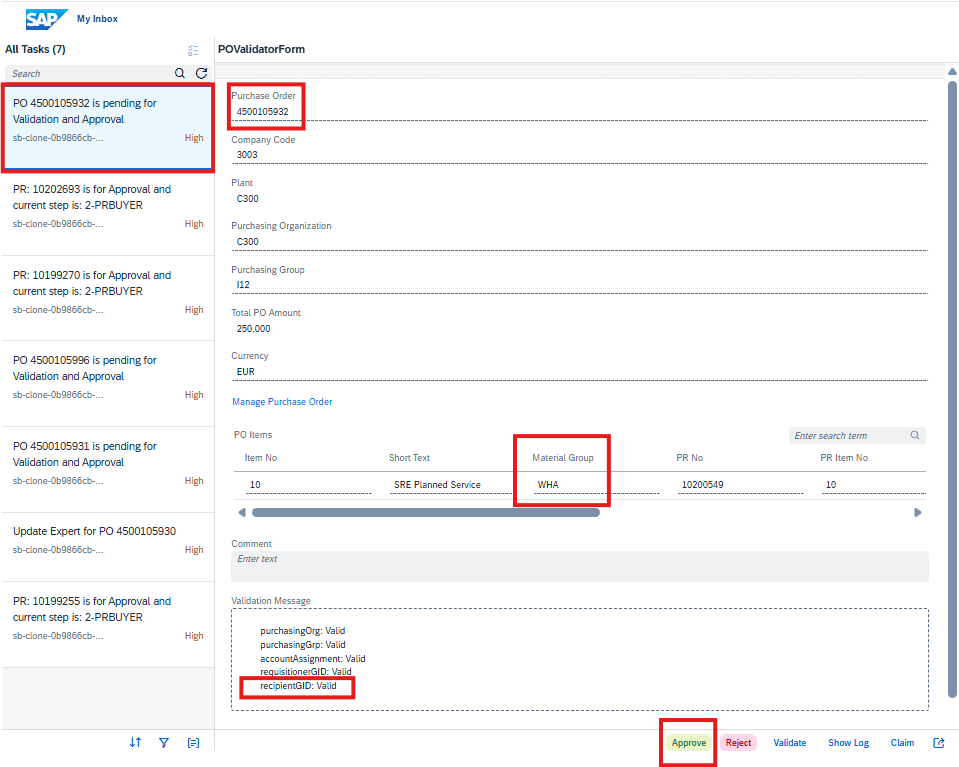 SAP My Inbox
All Tasks (7)
Search
PO 4500105932 is pending for
Validation and Approval
sb-clone-0b9866cb-... High
PR: 10202693 is for Approval and
current step is: 2-PRBUYER
sb-clone-0b9866cb-... High
PR: 10199270 is for Approval and
current step is: 2-PRBUYER
sb-clone-0b9866cb-... High
PO 4500105996 is pending for
Validation and Approval
sb-clone-0b9866cb-... High
PO 4500105931 is pending for
Validation and Approval
sb-clone-0b9866cb-... High
Update Expert for PO 4500105930
sb-clone-0b9866cb-... High
PR: 10199255 is for Approval and
current step is: 2-PRBUYER
sb-clone-0b9866cb-... High
POValidatorForm
Purchase Order
4500105932
Company Code
3003
Plant
C300
Purchasing Organization
C300
Purchasing Group
I12
Total PO Amount
250,000
Currency
EUR
Manage Purchase Order
PO Items Enter search term
Item No Short Text Material Group PR No PR Item No
10 SRE Planned Service WHA 10200549 10
Comment
Enter text
Validation Message
purchasingOrg: Valid
purchasingGrp: Valid
accountAssignment: Valid
requisitionerGID: Valid
recipientGID: Valid
Approve Reject Validate Show Log Claim